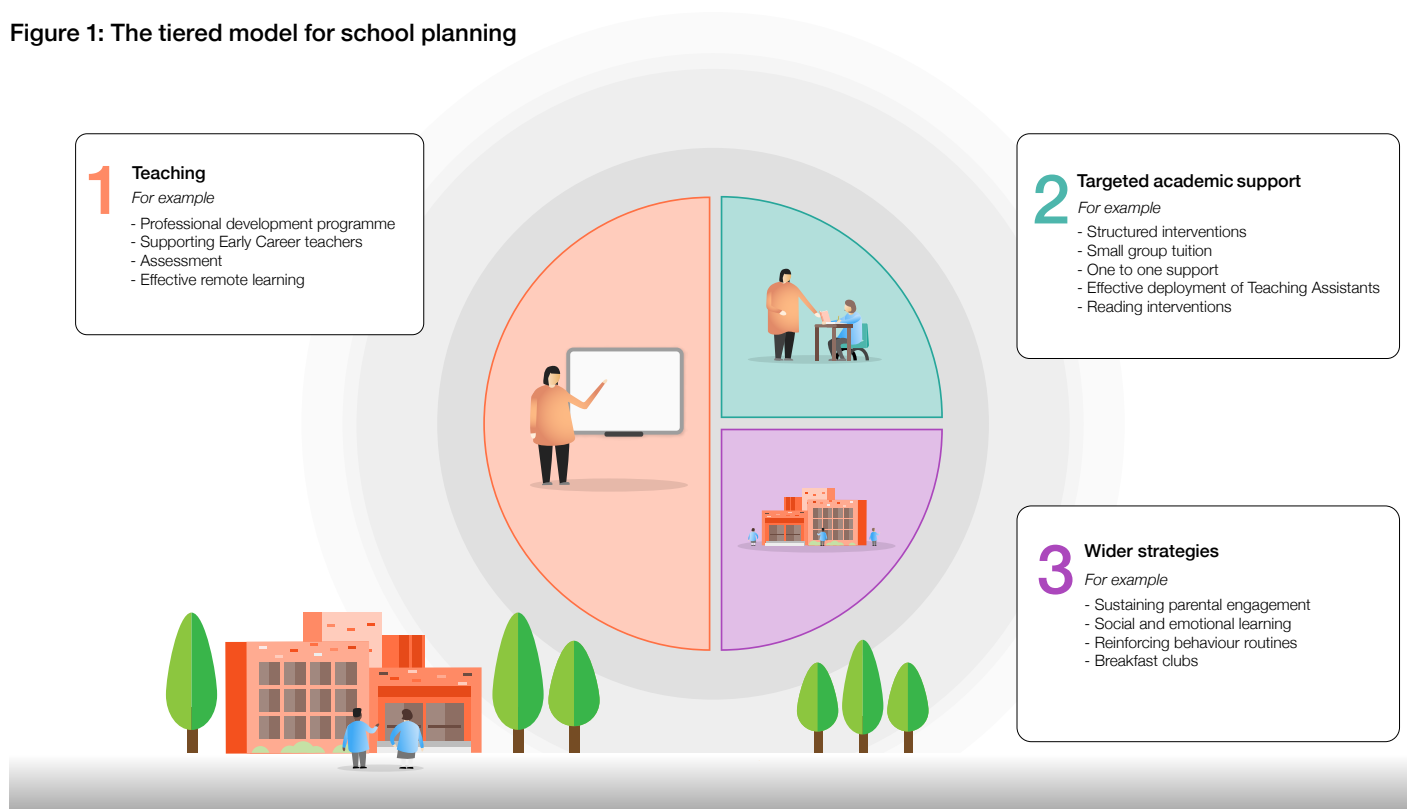 Figure 1: The tiered model for school planning
1
Teaching
For example
- Professional development programme
- Supporting Early Career teachers
- Assessment
- Effective remote learning
2
Targeted academic support
For example
- Structured interventions
- Small group tuition
- One to one support
- Effective deployment of Teaching Assistants
- Reading interventions
3
Wider strategies
For example
- Sustaining parental engagement
- Social and emotional learning
- Reinforcing behaviour routines
- Breakfast clubs